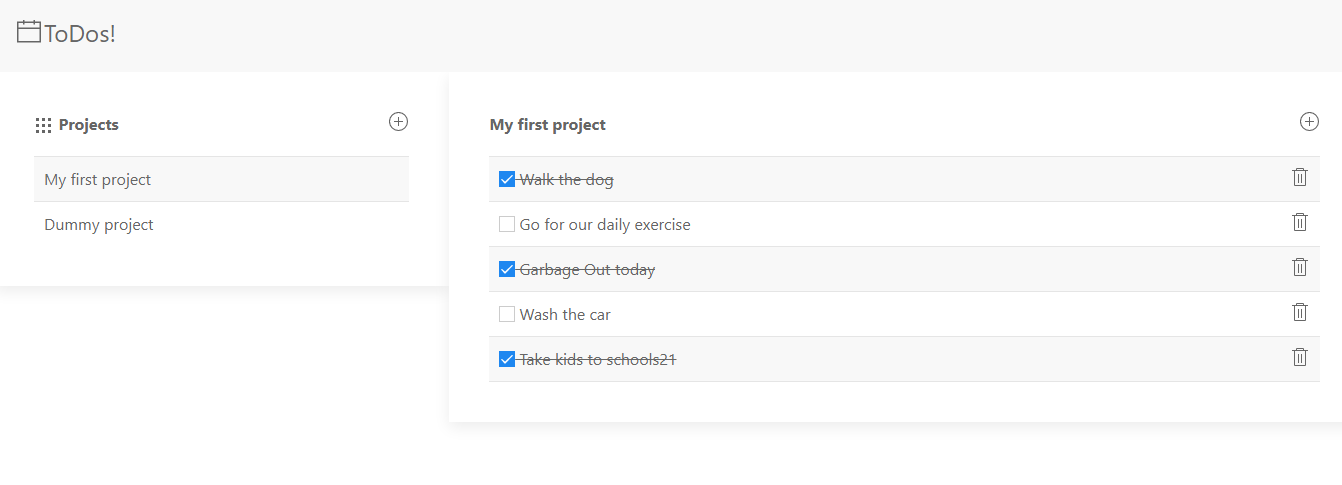 ToDos!
Projects
My first project
Dummy project
My first project
Walk the dog
Go for our daily exercise
Garbage Out today
Wash the car
Take kids to schools21